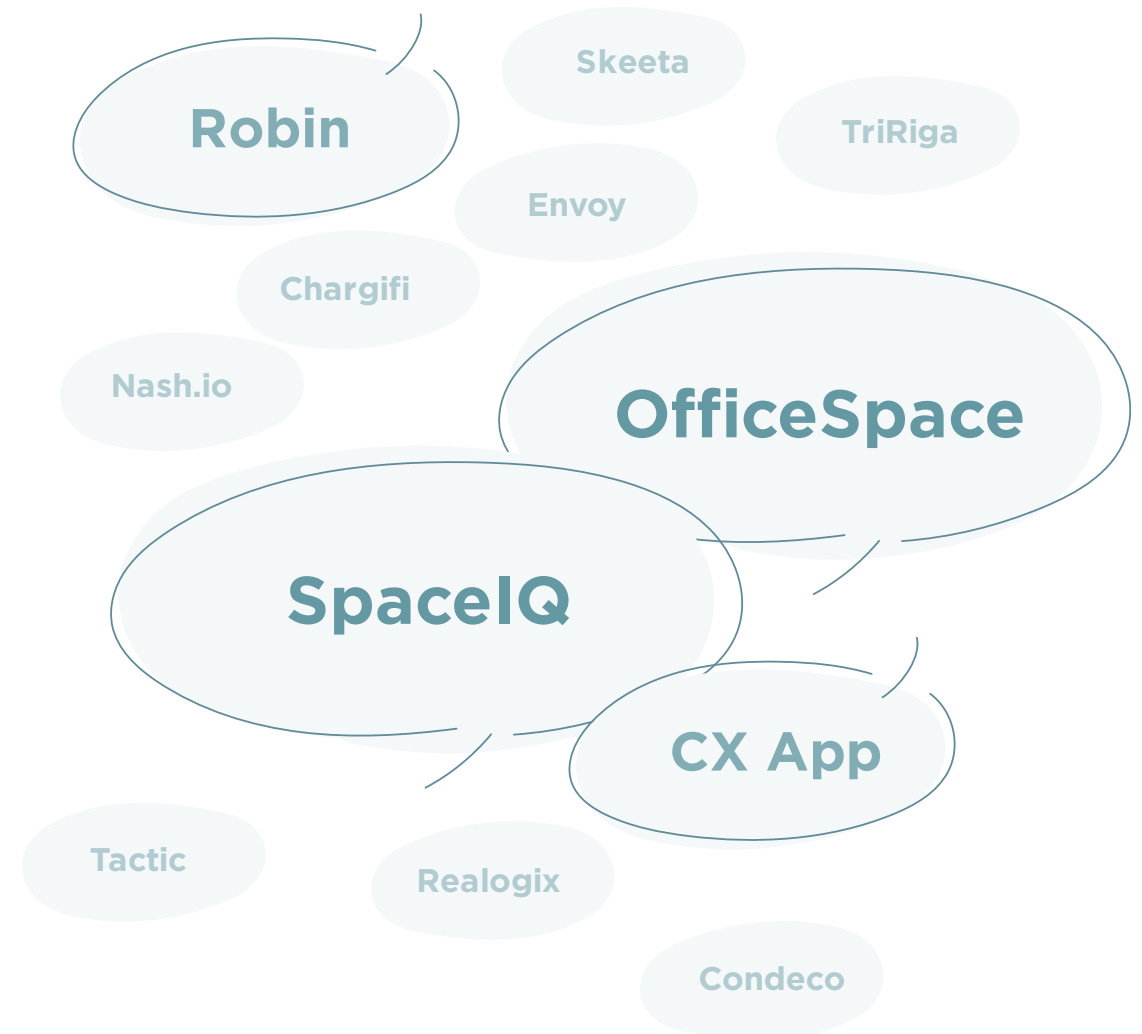 Skeeta
Robin
TriRiga
Envoy
Chargifi
Nash.io
OfficeSpace
SpaceIQ
CX App
Tactic
Realogix
Condeco